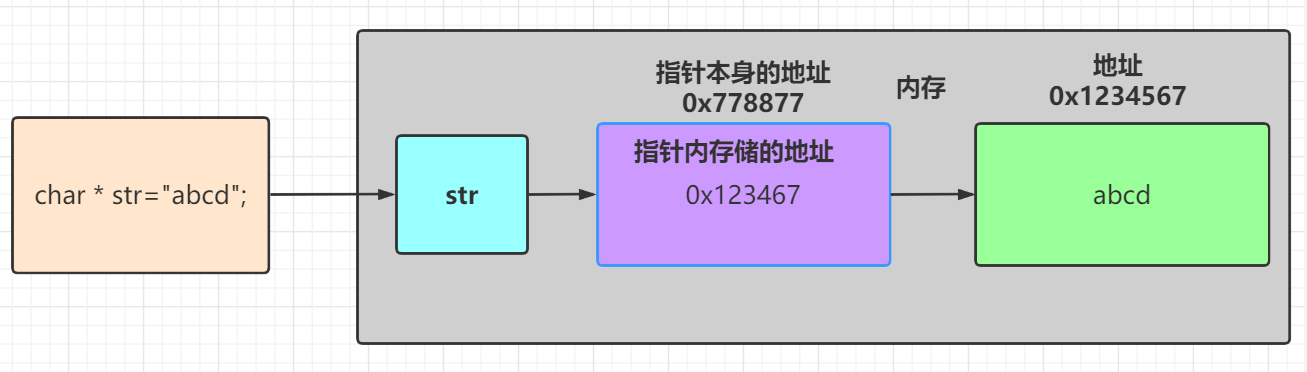 char * str="abcd";
str
指针本身的地址
0x778877
指针内存储的地址
0x123467
内存
地址
0x1234567
abcd